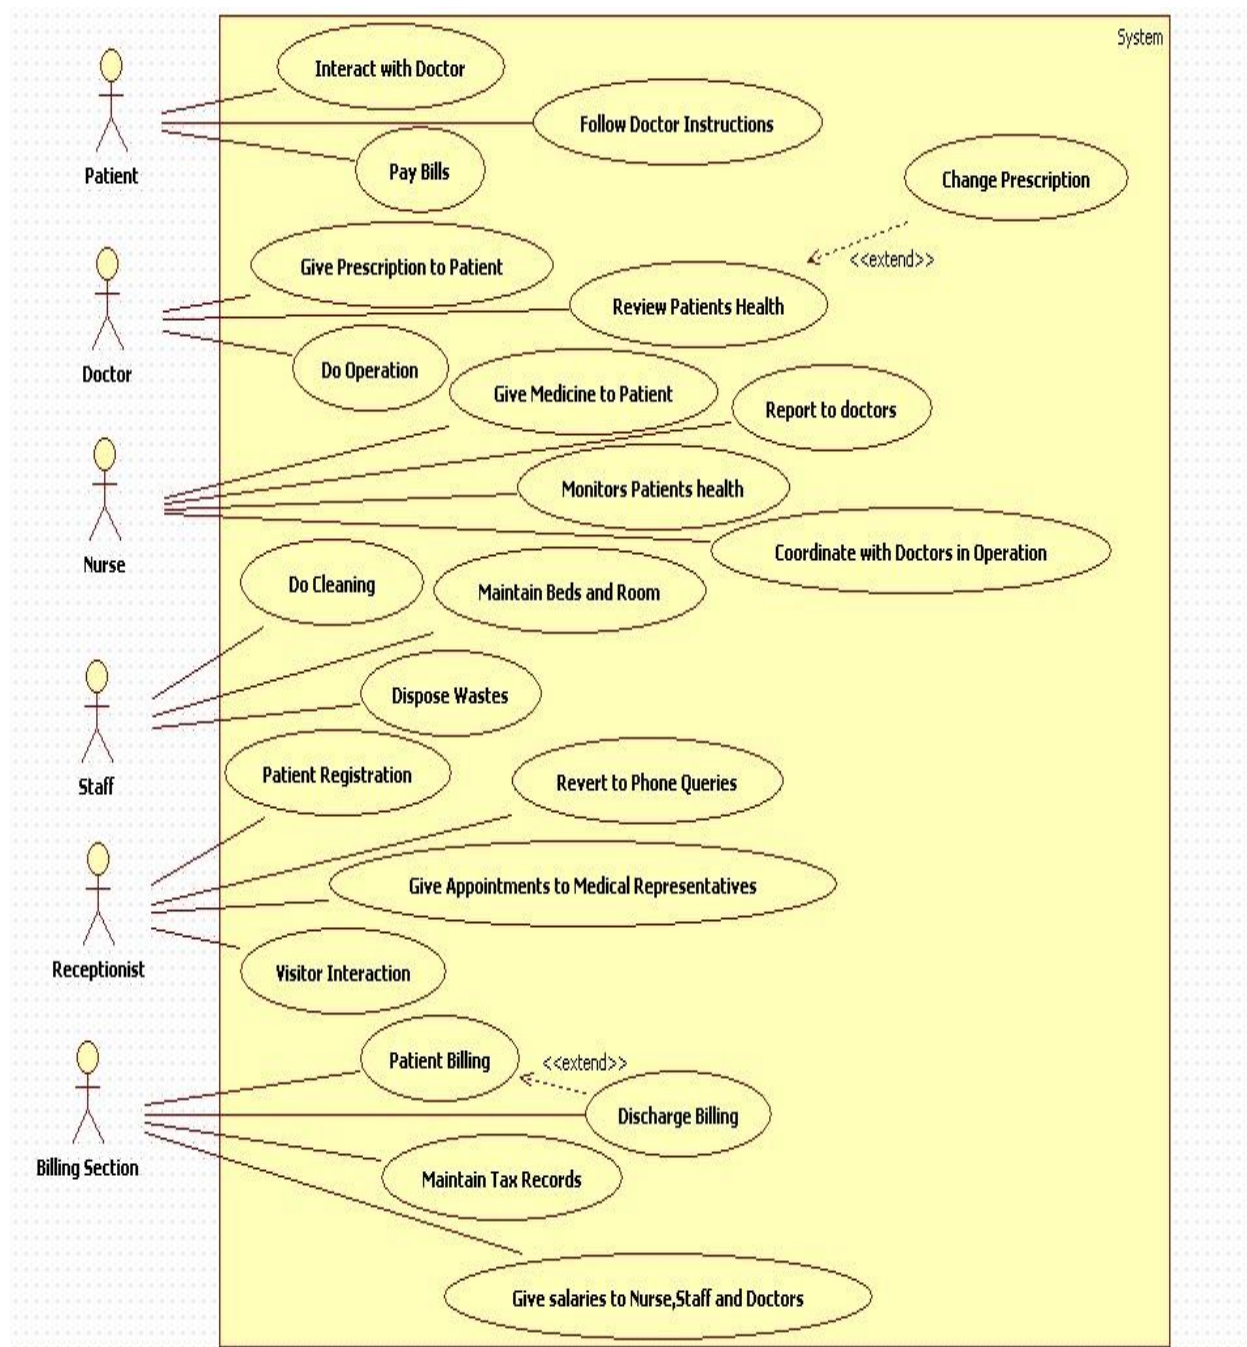 System
Interact with Doctor
Follow Doctor Instructions
Pay Bills
Patient
Change Prescription
<<extend>>
Give Prescription to Patient
Review Patients Health
Do Operation
Doctor
Give Medicine to Patient
Report to doctors
Monitors Patients health
Coordinate with Doctors in Operation
Nurse
Do Cleaning
Maintain Beds and Room
Dispose Wastes
Staff
Patient Registration
Revert to Phone Queries
Give Appointments to Medical Representatives
Visitor Interaction
Receptionist
Patient Billing
<<extend>>
Discharge Billing
Billing Section
Maintain Tax Records
Give salaries to Nurse,Staff and Doctors